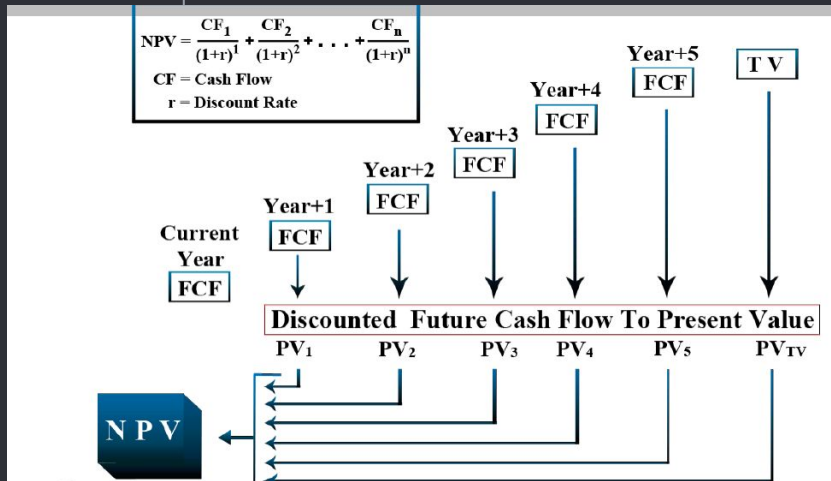 NPV = CF1/(1+r)^1 + CF2/(1+r)^2 + . . . + CFn/(1+r)^n
CF = Cash Flow
r = Discount Rate
Current Year
FCF
Year+1
FCF
Year+2
FCF
Year+3
FCF
Year+4
FCF
Year+5
FCF
T V
Discounted Future Cash Flow To Present Value
PV1 PV2 PV3 PV4 PV5 PVTV
N P V